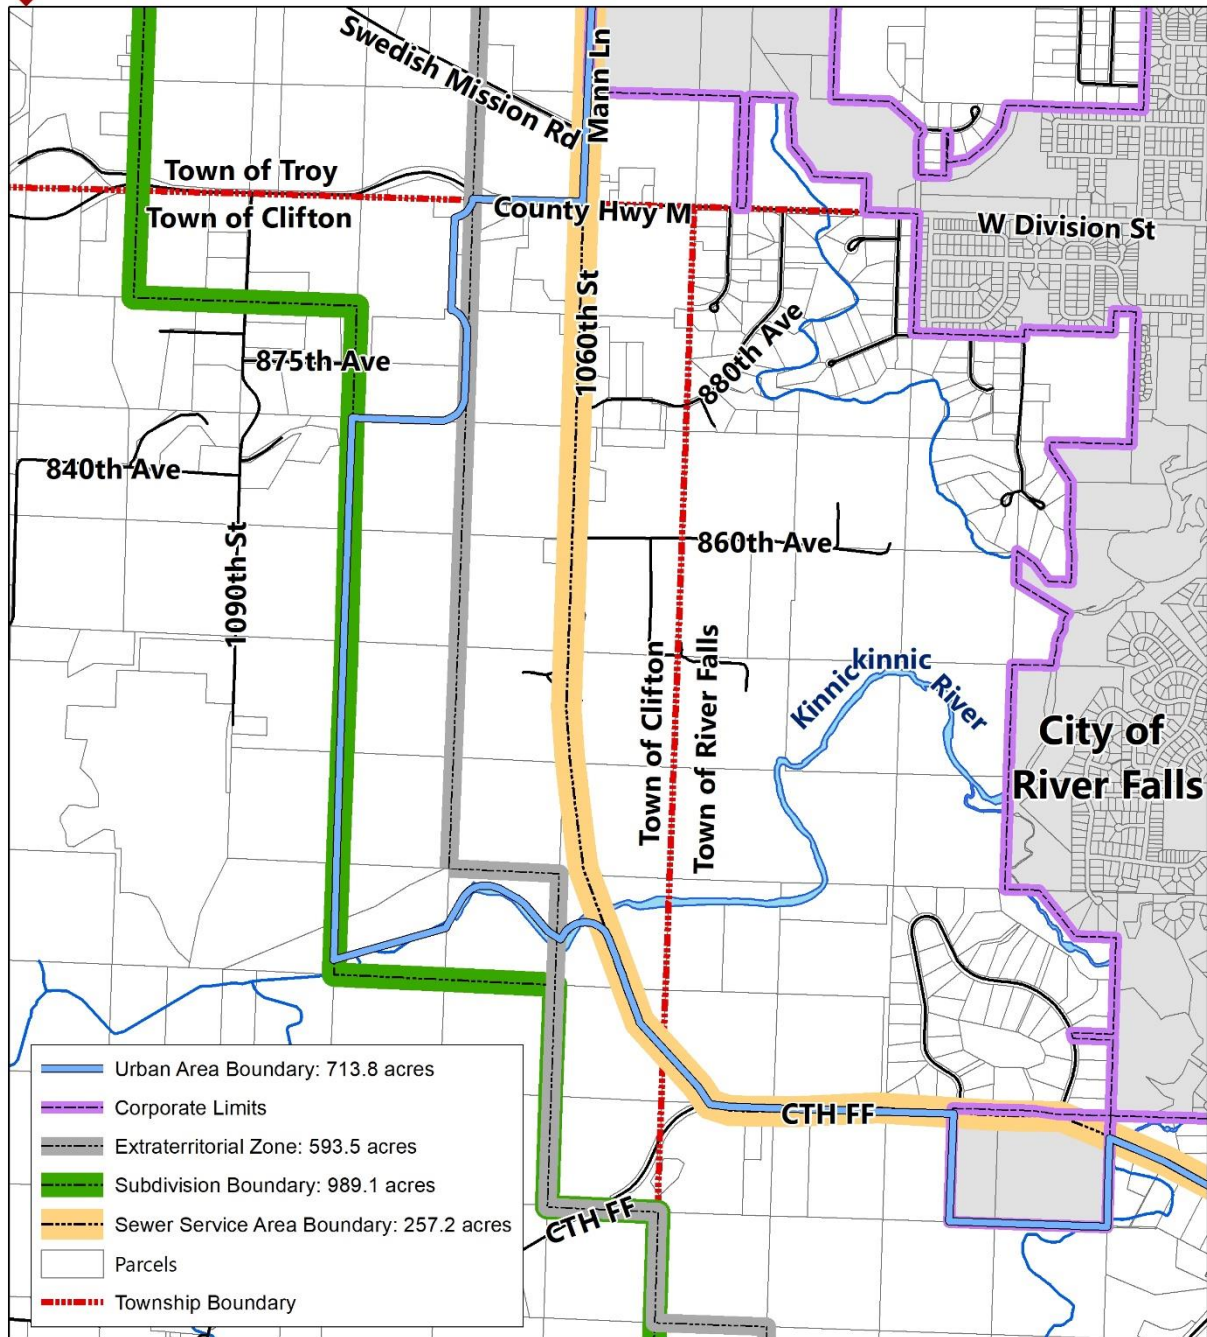 Swedish Mission Rd
Mann Ln
Town of Troy
Town of Clifton
County Hwy M
W Division St
1060th St
875th Ave
880th Ave
840th Ave
1090th St
860th Ave
Town of Clifton
Town of River Falls
Kinnickinnic River
City of
River Falls
CTH FF
CTH FF
Urban Area Boundary: 713.8 acres
Corporate Limits
Extraterritorial Zone: 593.5 acres
Subdivision Boundary: 989.1 acres
Sewer Service Area Boundary: 257.2 acres
Parcels
Township Boundary